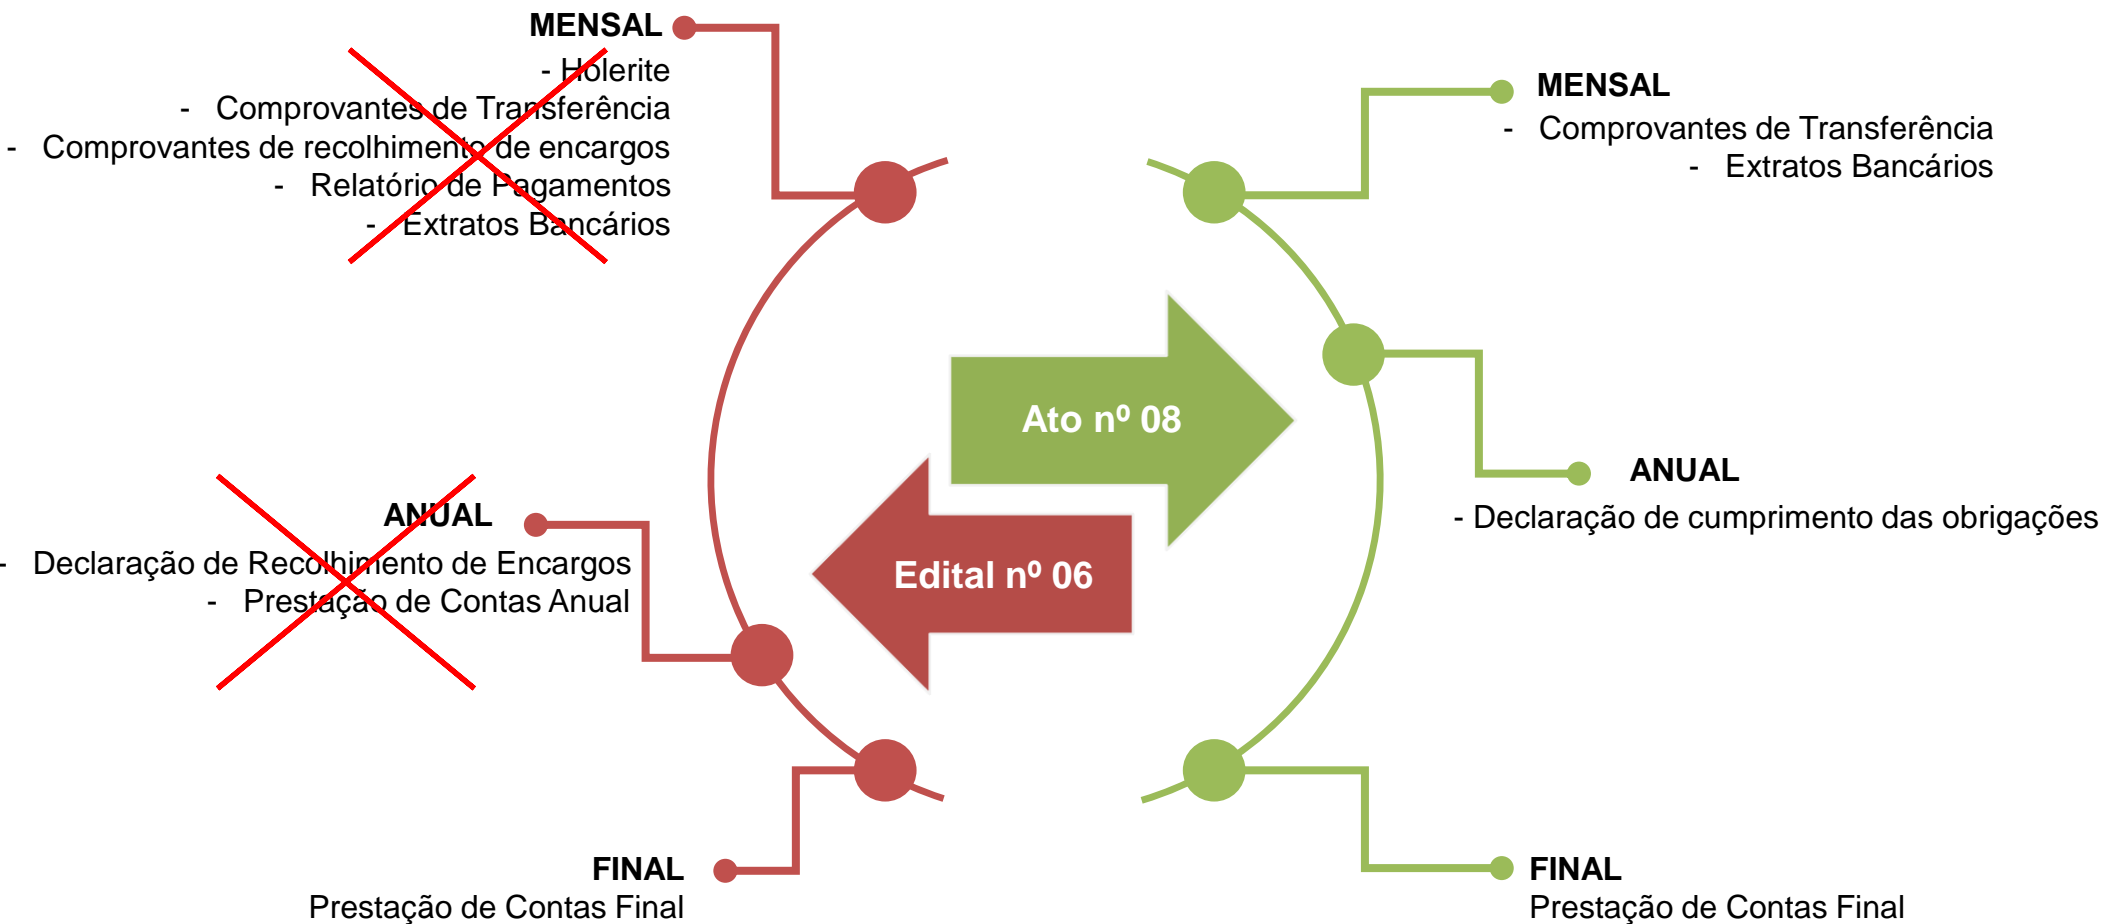 MENSAL
- Holerite
- Comprovantes de Transferência
- Comprovantes de recolhimento de encargos
- Relatório de Pagamentos
- Extratos Bancários
ANUAL
- Declaração de Recolhimento de Encargos
- Prestação de Contas Anual
FINAL
Prestação de Contas Final
Ato nº 08
Edital nº 06
MENSAL
- Comprovantes de Transferência
- Extratos Bancários
ANUAL
- Declaração de cumprimento das obrigações
FINAL
Prestação de Contas Final